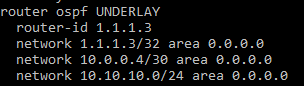 router ospf UNDERLAY
  router-id 1.1.1.3
  network 1.1.1.3/32 area 0.0.0.0
  network 10.0.0.4/30 area 0.0.0.0
  network 10.10.10.0/24 area 0.0.0.0